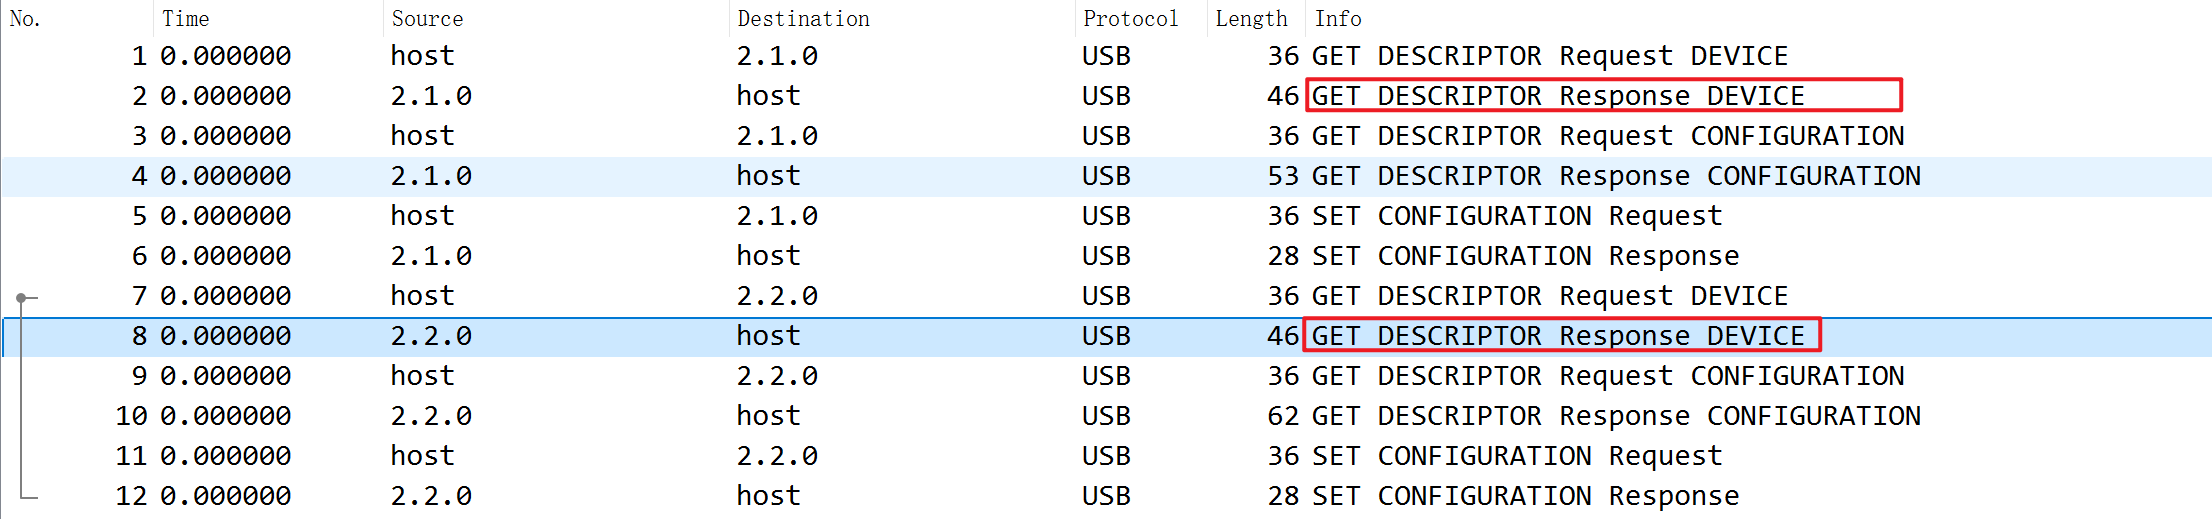 No. Time Source Destination Protocol Length Info
1 0.000000 host 2.1.0 USB 36 GET DESCRIPTOR Request DEVICE
2 0.000000 2.1.0 host USB 46 GET DESCRIPTOR Response DEVICE
3 0.000000 host 2.1.0 USB 36 GET DESCRIPTOR Request CONFIGURATION
4 0.000000 2.1.0 host USB 53 GET DESCRIPTOR Response CONFIGURATION
5 0.000000 host 2.1.0 USB 36 SET CONFIGURATION Request
6 0.000000 2.1.0 host USB 28 SET CONFIGURATION Response
7 0.000000 host 2.2.0 USB 36 GET DESCRIPTOR Request DEVICE
8 0.000000 2.2.0 host USB 46 GET DESCRIPTOR Response DEVICE
9 0.000000 host 2.2.0 USB 36 GET DESCRIPTOR Request CONFIGURATION
10 0.000000 2.2.0 host USB 62 GET DESCRIPTOR Response CONFIGURATION
11 0.000000 host 2.2.0 USB 36 SET CONFIGURATION Request
12 0.000000 2.2.0 host USB 28 SET CONFIGURATION Response